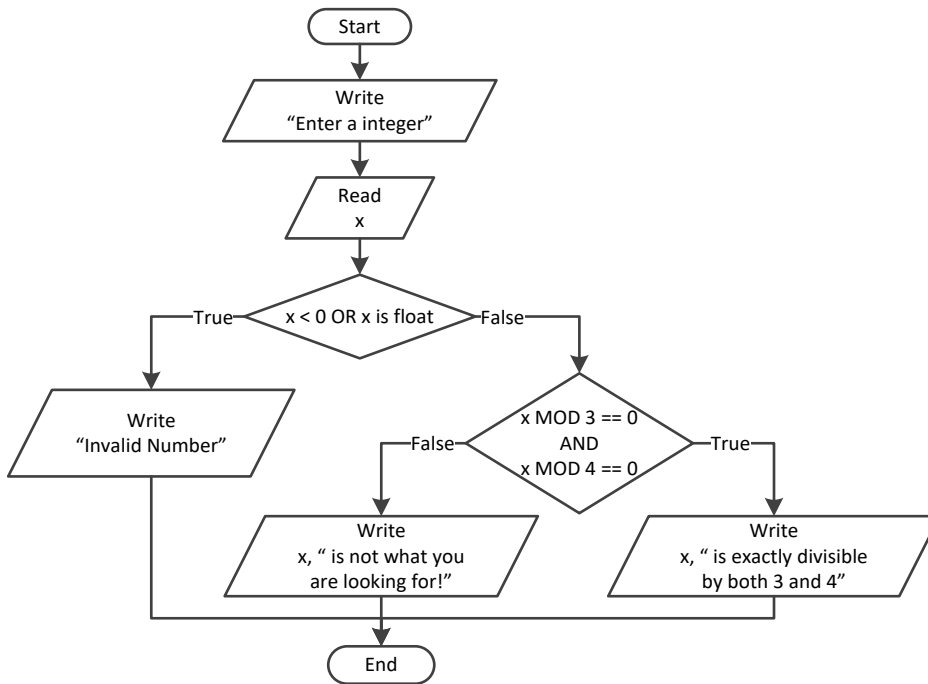 Start
Write
“Enter a integer”
Read
x
x < 0 OR x is float
True
False
Write
“Invalid Number”
x MOD 3 == 0
AND
x MOD 4 == 0
False
True
Write
x, “ is not what you
are looking for!”
Write
x, “ is exactly divisible
by both 3 and 4”
End